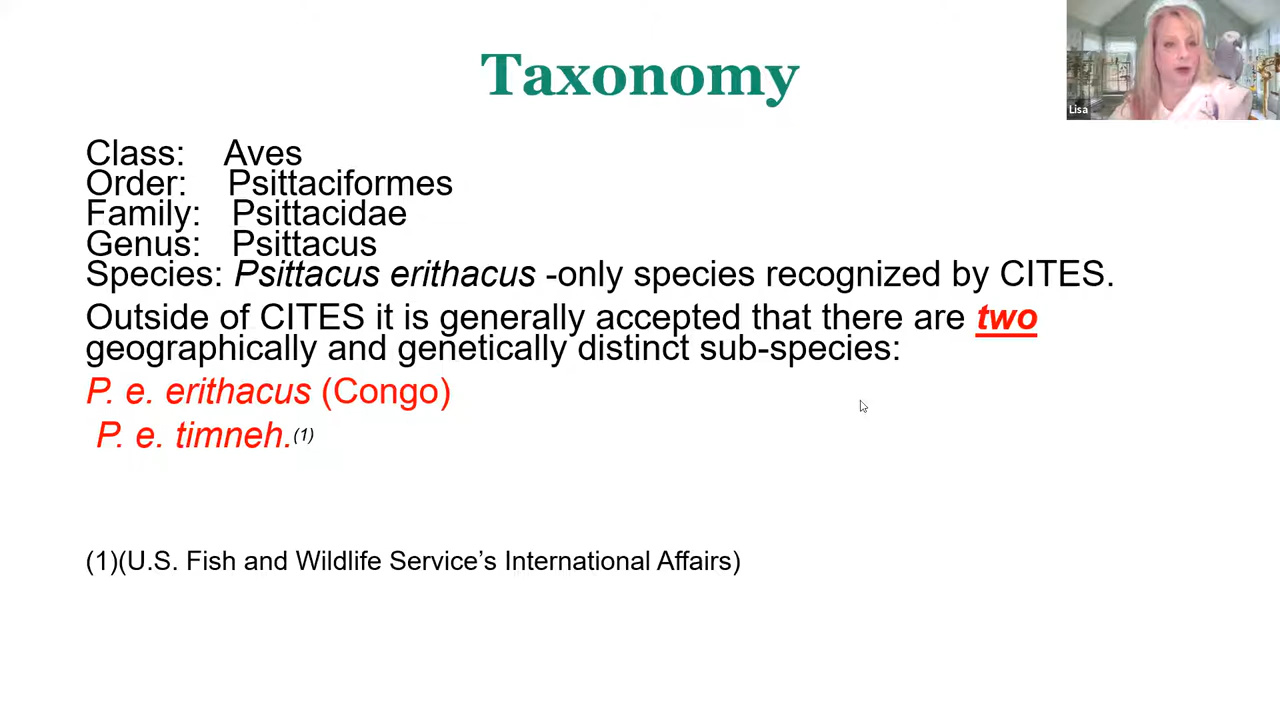 Taxonomy
Lisa
Class: Aves
Order: Psittaciformes
Family: Psittacidae
Genus: Psittacus
Species: Psittacus erithacus -only species recognized by CITES.
Outside of CITES it is generally accepted that there are two
geographically and genetically distinct sub-species:
P. e. erithacus (Congo)
P. e. timneh.(1)
(1)(U.S. Fish and Wildlife Service’s International Affairs)